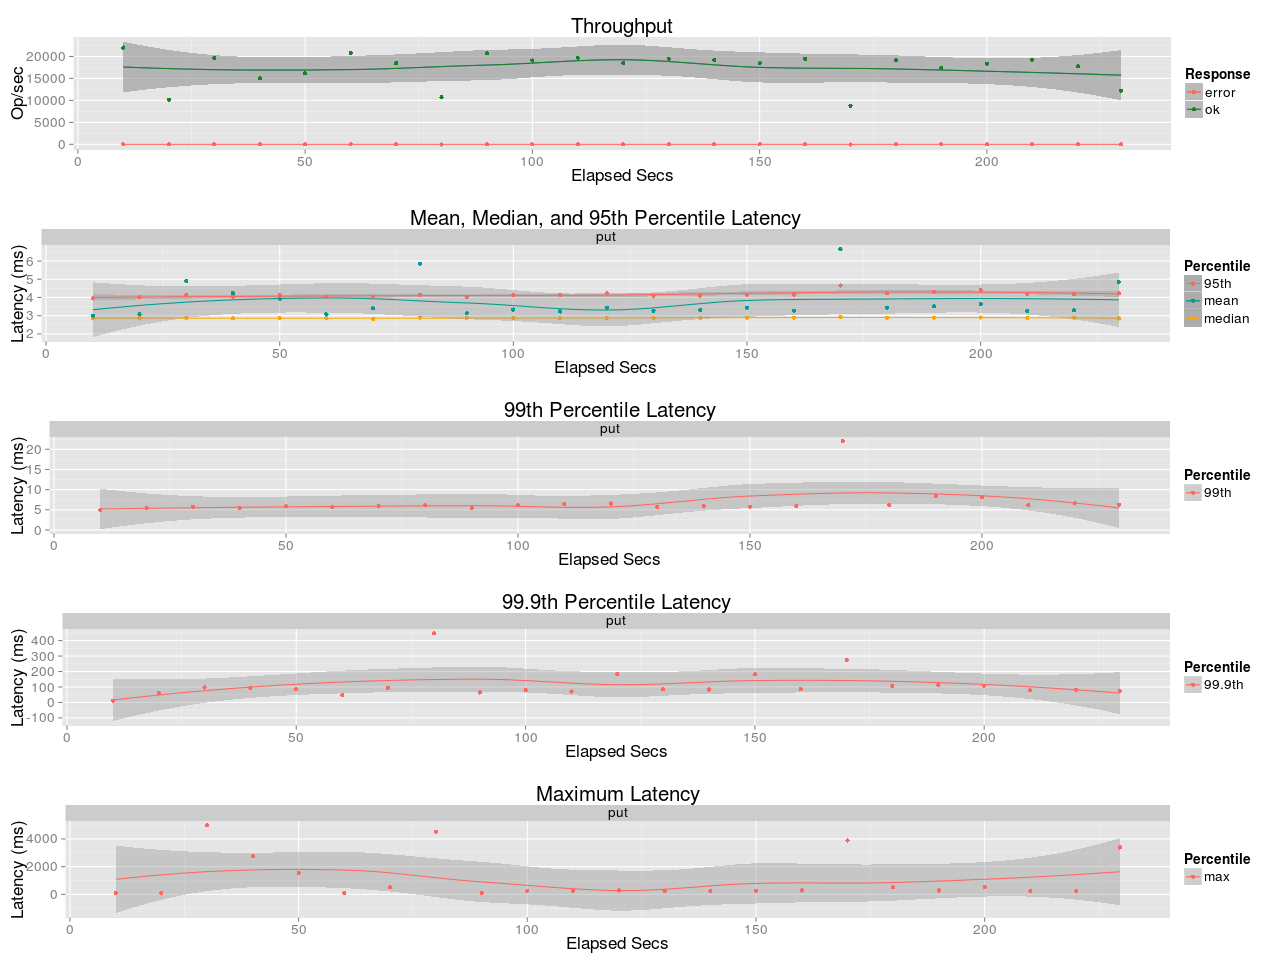 Throughput
Op/sec
20000
15000
10000
5000
0
0 50 100 150 200
Elapsed Secs
Response
error
ok
Mean, Median, and 95th Percentile Latency
put
Latency (ms)
6
5
4
3
2
0 50 100 150 200
Elapsed Secs
Percentile
95th
mean
median
99th Percentile Latency
put
Latency (ms)
20
15
10
5
0
0 50 100 150 200
Elapsed Secs
Percentile
99th
99.9th Percentile Latency
put
Latency (ms)
400
300
200
100
0
-100
0 50 100 150 200
Elapsed Secs
Percentile
99.9th
Maximum Latency
put
Latency (ms)
4000
2000
0
0 50 100 150 200
Elapsed Secs
Percentile
max